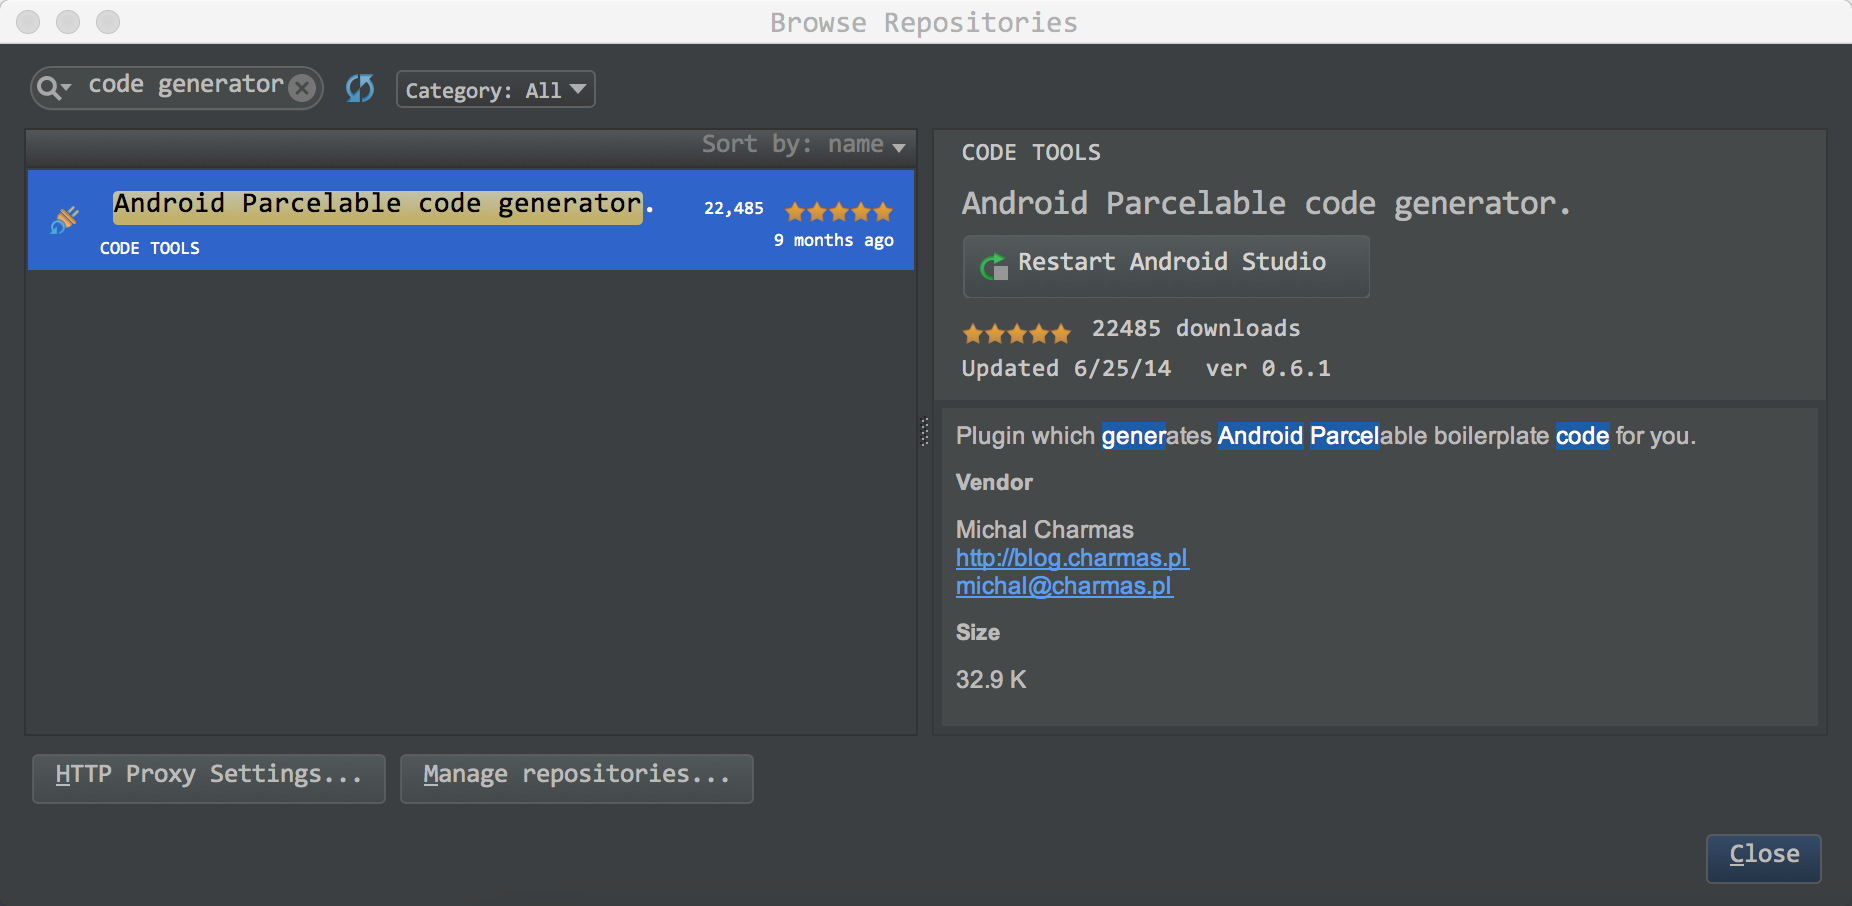 Browse Repositories
code generator
Category: All
Sort by: name
Android Parcelable code generator.
22,485
CODE TOOLS
9 months ago
CODE TOOLS
Android Parcelable code generator.
Restart Android Studio
22485 downloads
Updated 6/25/14 ver 0.6.1
Plugin which generates Android Parcelable boilerplate code for you.
Vendor
Michal Charmas
http://blog.charmas.pl
michal@charmas.pl
Size
32.9 K
HTTP Proxy Settings...
Manage repositories...
Close